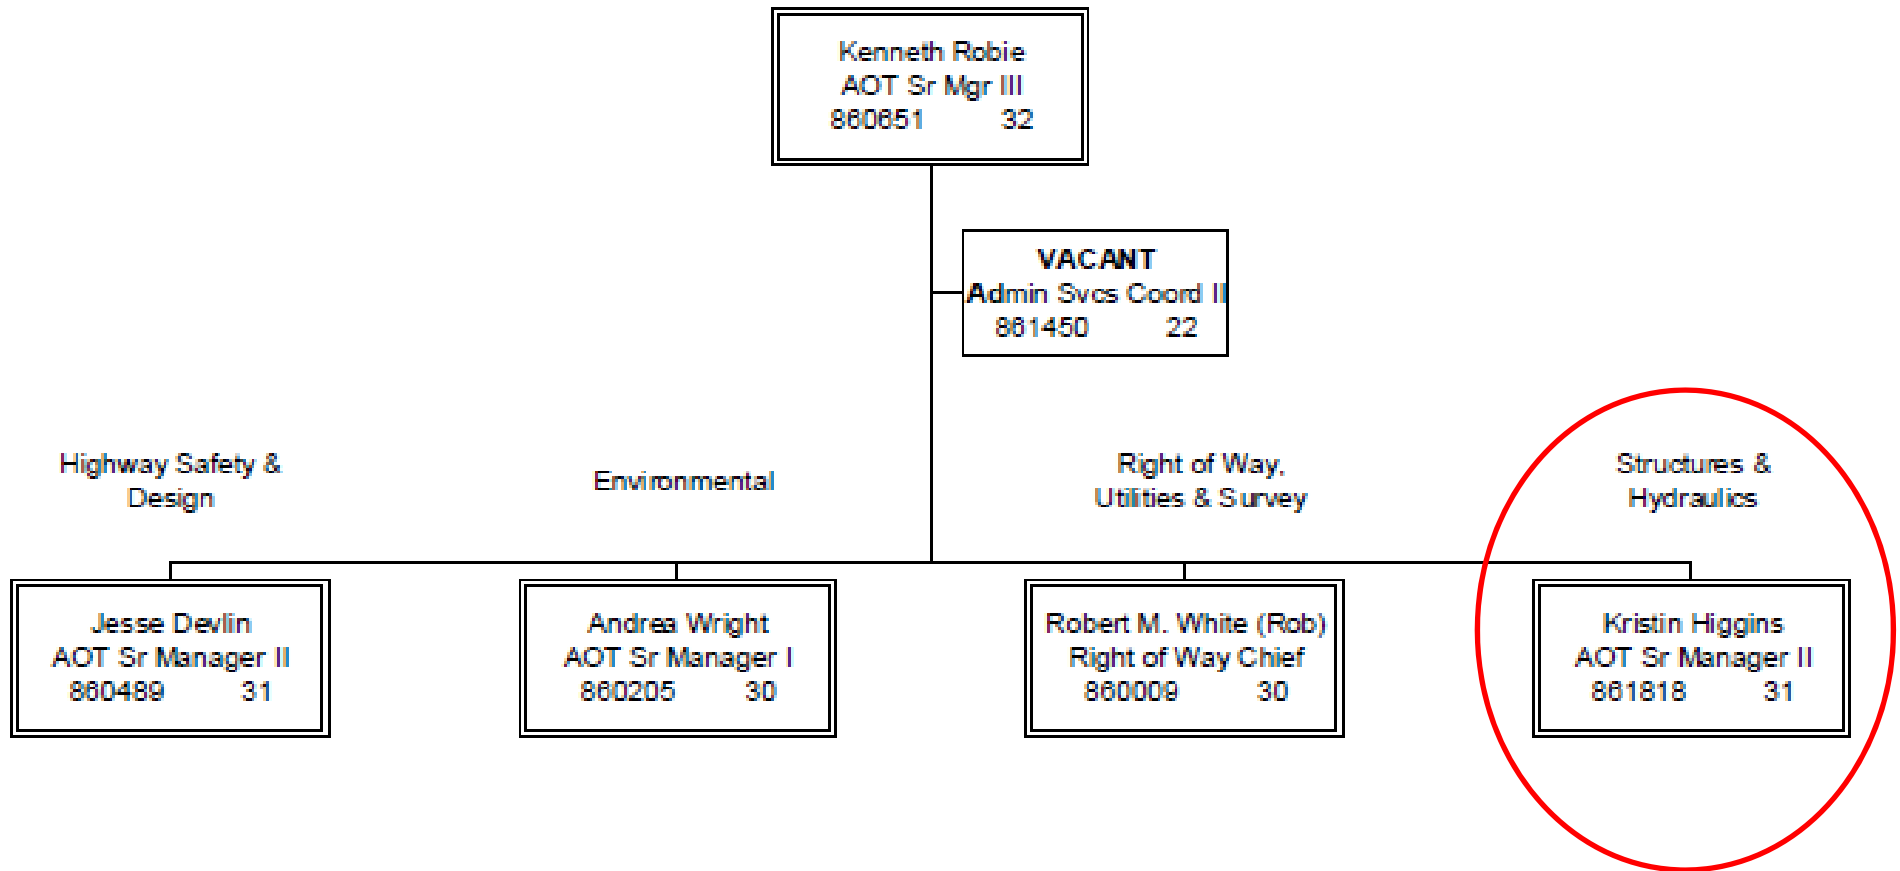 Kenneth Robie
AOT Sr Mgr III
860651 32
VACANT
Admin Svcs Coord II
861450 22
Highway Safety &
Design
Environmental
Right of Way,
Utilities & Survey
Structures &
Hydraulics
Jesse Devlin
AOT Sr Manager II
860489 31
Andrea Wright
AOT Sr Manager I
860205 30
Robert M. White (Rob)
Right of Way Chief
860009 30
Kristin Higgins
AOT Sr Manager II
861818 31